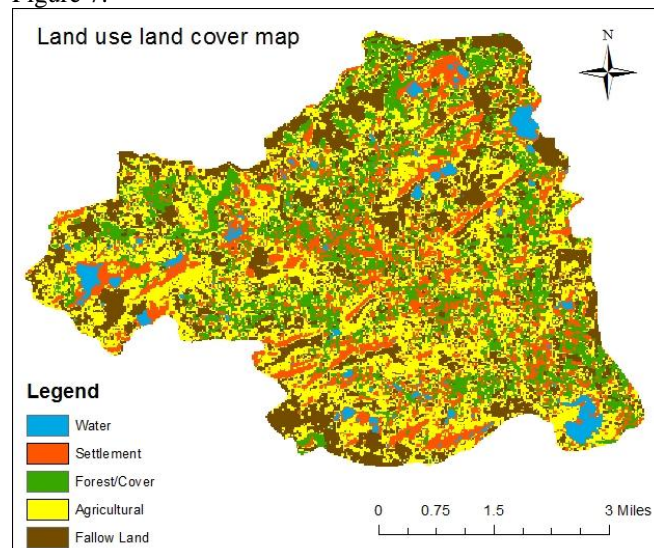 Figure 7.
Land use land cover map
N
Legend
Water
Settlement
Forest/Cover
Agricultural
Fallow Land
0 0.75 1.5 3 Miles